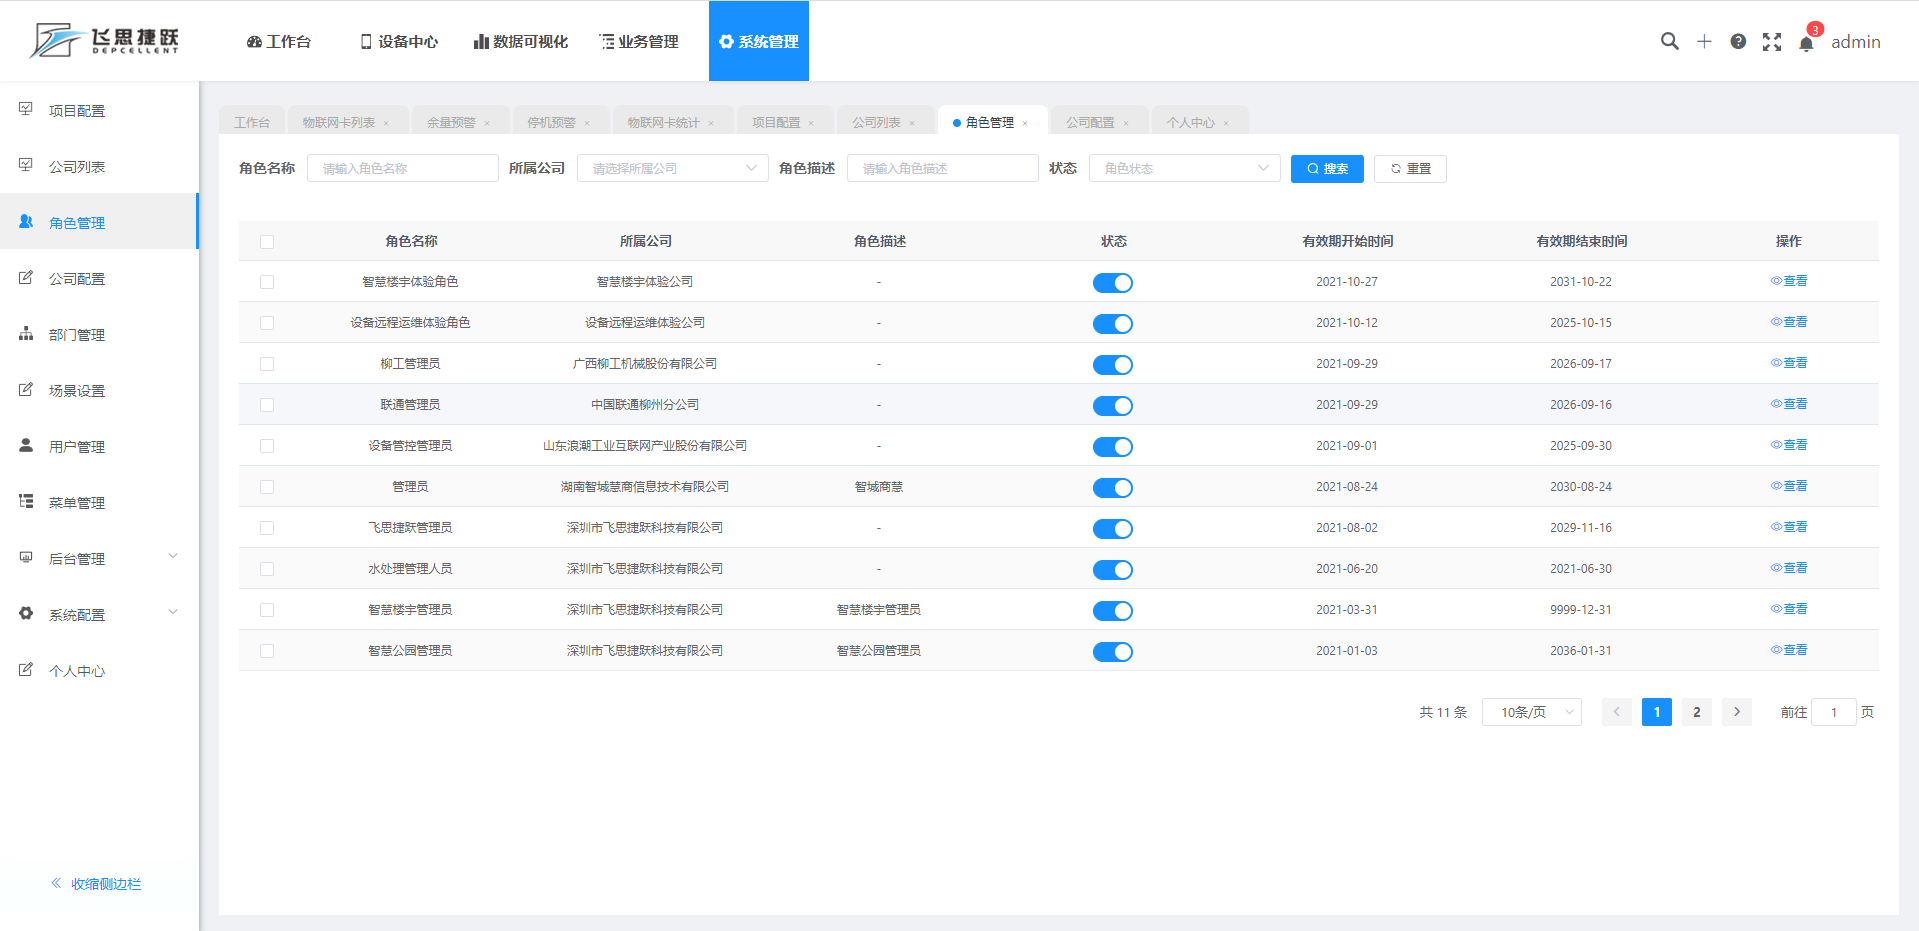 飞思捷跃
DEPCELLENT
工作台 设备中心 数据可视化 业务管理 系统管理 3 admin
项目配置
公司列表
角色管理
公司配置
部门管理
场景设置
用户管理
菜单管理
后台管理
系统配置
个人中心
收缩侧边栏
工作台 物联网卡列表 × 余量预警 × 停机预警 × 物联网卡统计 × 项目配置 × 公司列表 × 角色管理 × 公司配置 × 个人中心 ×
角色名称 请输入角色名称 所属公司 请选择所属公司 角色描述 请输入角色描述 状态 角色状态 搜索 重置
角色名称 所属公司 角色描述 状态 有效期开始时间 有效期结束时间 操作
智慧楼宇体验角色 智慧楼宇体验公司 - 2021-10-27 2031-10-22 查看
设备远程运维体验角色 设备远程运维体验公司 - 2021-10-12 2025-10-15 查看
柳工管理员 广西柳工机械股份有限公司 - 2021-09-29 2026-09-17 查看
联通管理员 中国联通柳州分公司 - 2021-09-29 2026-09-16 查看
设备管控管理员 山东浪潮工业互联网产业股份有限公司 - 2021-09-01 2025-09-30 查看
管理员 湖南智城慧商信息技术有限公司 智城商慧 2021-08-24 2030-08-24 查看
飞思捷跃管理员 深圳市飞思捷跃科技有限公司 - 2021-08-02 2029-11-16 查看
水处理管理人员 深圳市飞思捷跃科技有限公司 - 2021-06-20 2021-06-30 查看
智慧楼宇管理员 深圳市飞思捷跃科技有限公司 智慧楼宇管理员 2021-03-31 9999-12-31 查看
智慧公园管理员 深圳市飞思捷跃科技有限公司 智慧公园管理员 2021-01-03 2036-01-31 查看
共 11 条 10条/页 1 2 前往 1 页